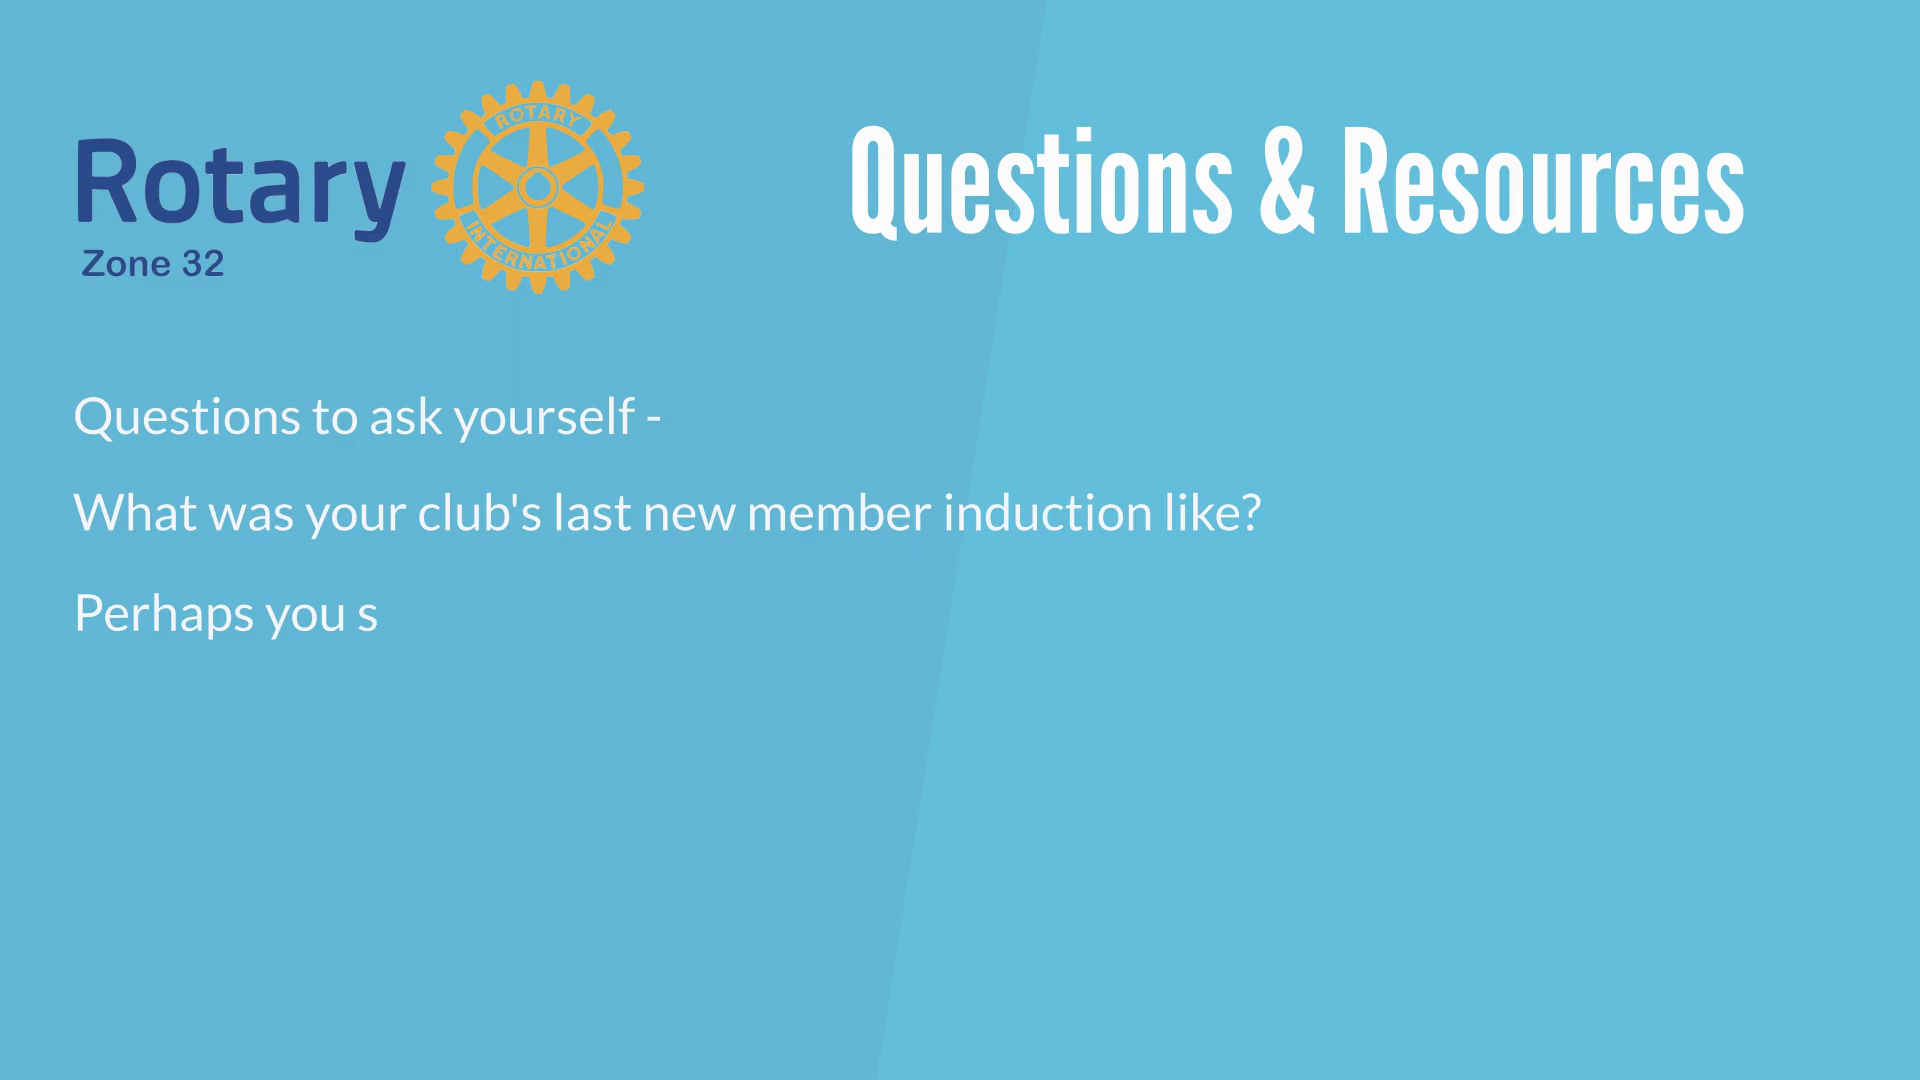 Rotary
Zone 32
ROTARY
INTERNATIONAL
Questions & Resources
Questions to ask yourself -
What was your club's last new member induction like?
Perhaps you s